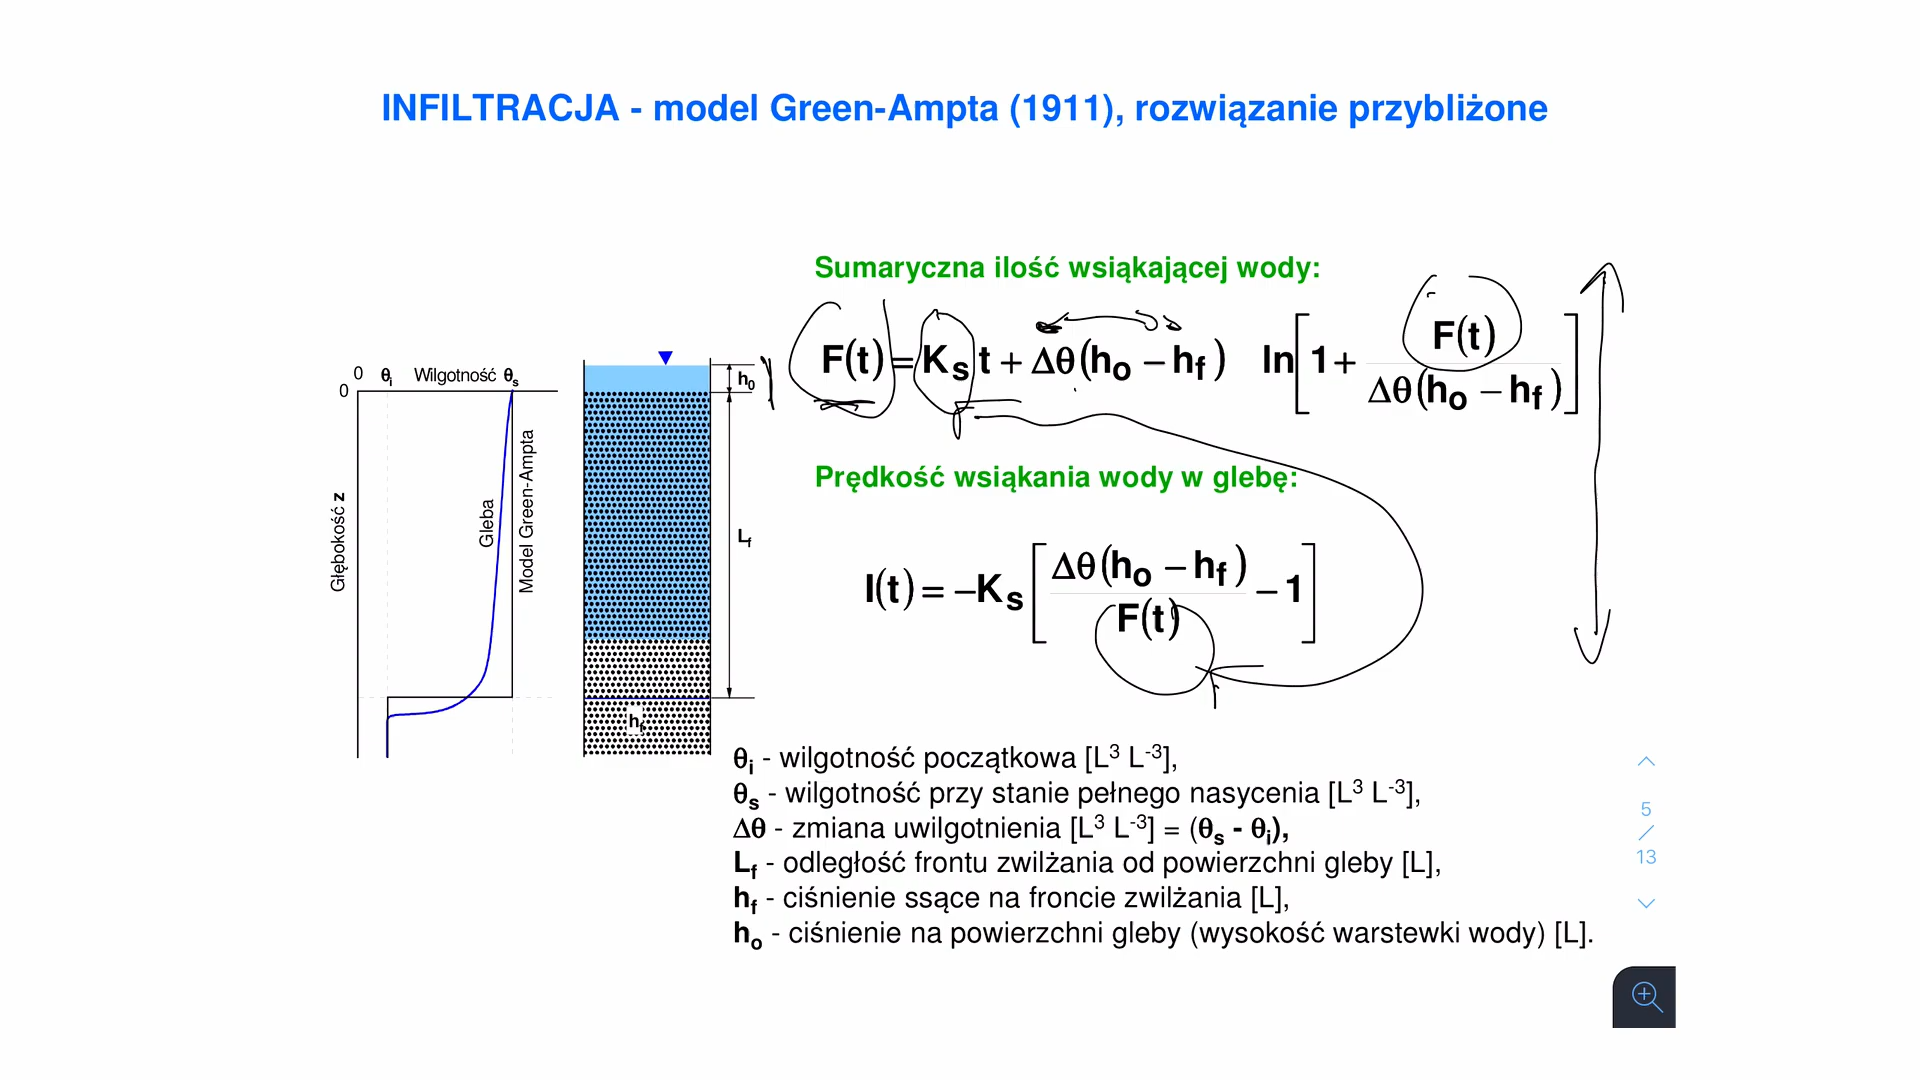 INFILTRACJA - model Green-Ampta (1911), rozwiązanie przybliżone
Sumaryczna ilość wsiąkającej wody:
F(t) = Ks t + Δθ(ho – hf) ln[1+ F(t) / Δθ(ho – hf)]
Prędkość wsiąkania wody w glebę:
I(t) = –Ks [Δθ(ho – hf) / F(t) – 1]
0 θi Wilgotność θs
0
Głębokość z
Gleba
Model Green-Ampta
h0
Lf
hf
θi - wilgotność początkowa [L3 L-3],
θs - wilgotność przy stanie pełnego nasycenia [L3 L-3],
Δθ - zmiana uwilgotnienia [L3 L-3] = (θs - θi),
Lf - odległość frontu zwilżania od powierzchni gleby [L],
hf - ciśnienie ssące na froncie zwilżania [L],
ho - ciśnienie na powierzchni gleby (wysokość warstewki wody) [L].
5
/
13